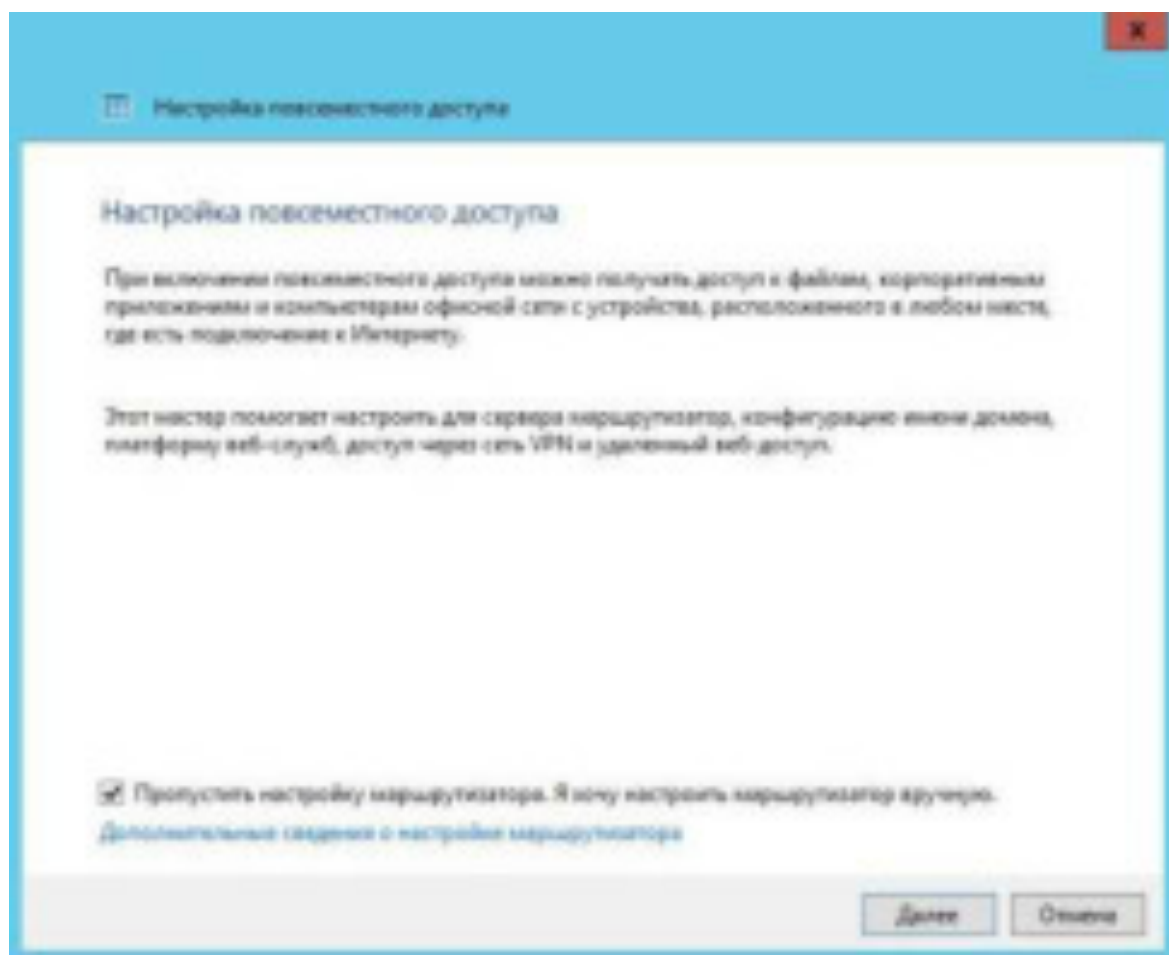 Настройка повсеместного доступа
Настройка повсеместного доступа
При включении повсеместного доступа можно получать доступ к файлам, корпоративным
приложениям и компьютерам офисной сети с устройства, расположенного в любом месте,
где есть подключение к Интернету.
Этот мастер помогает настроить для сервера маршрутизатор, конфигурацию имени домена,
платформу веб-служб, доступ через сеть VPN и удаленный веб-доступ.
Пропустить настройку маршрутизатора. Я хочу настроить маршрутизатор вручную.
Дополнительные сведения о настройке маршрутизатора
Далее
Отмена